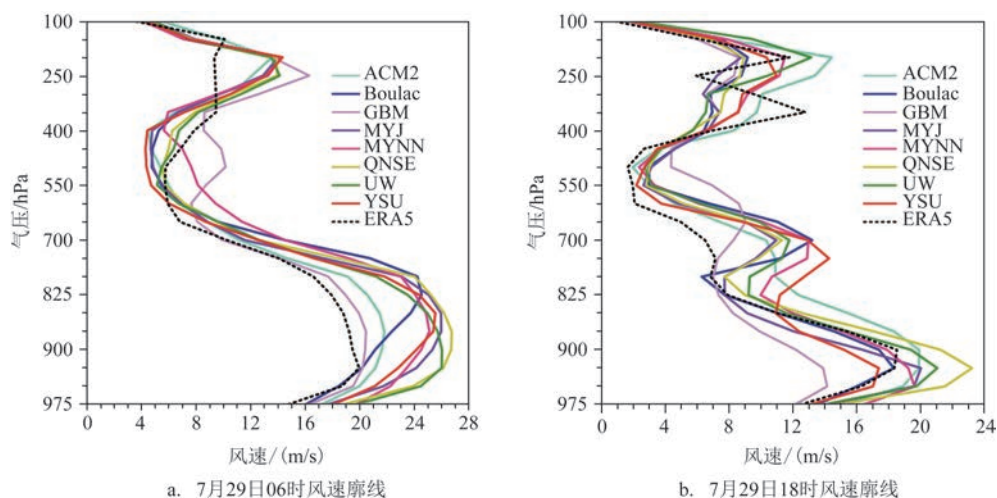 100
250
400
550
700
825
900
975
气压/hPa
ACM2
Boulac
GBM
MYJ
MYNN
QNSE
UW
YSU
ERA5
0 4 8 12 16 20 24 28
风速/(m/s)
a. 7月29日06时风速廓线
100
250
400
550
700
825
900
975
气压/hPa
ACM2
Boulac
GBM
MYJ
MYNN
QNSE
UW
YSU
ERA5
0 4 8 12 16 20 24
风速/(m/s)
b. 7月29日18时风速廓线